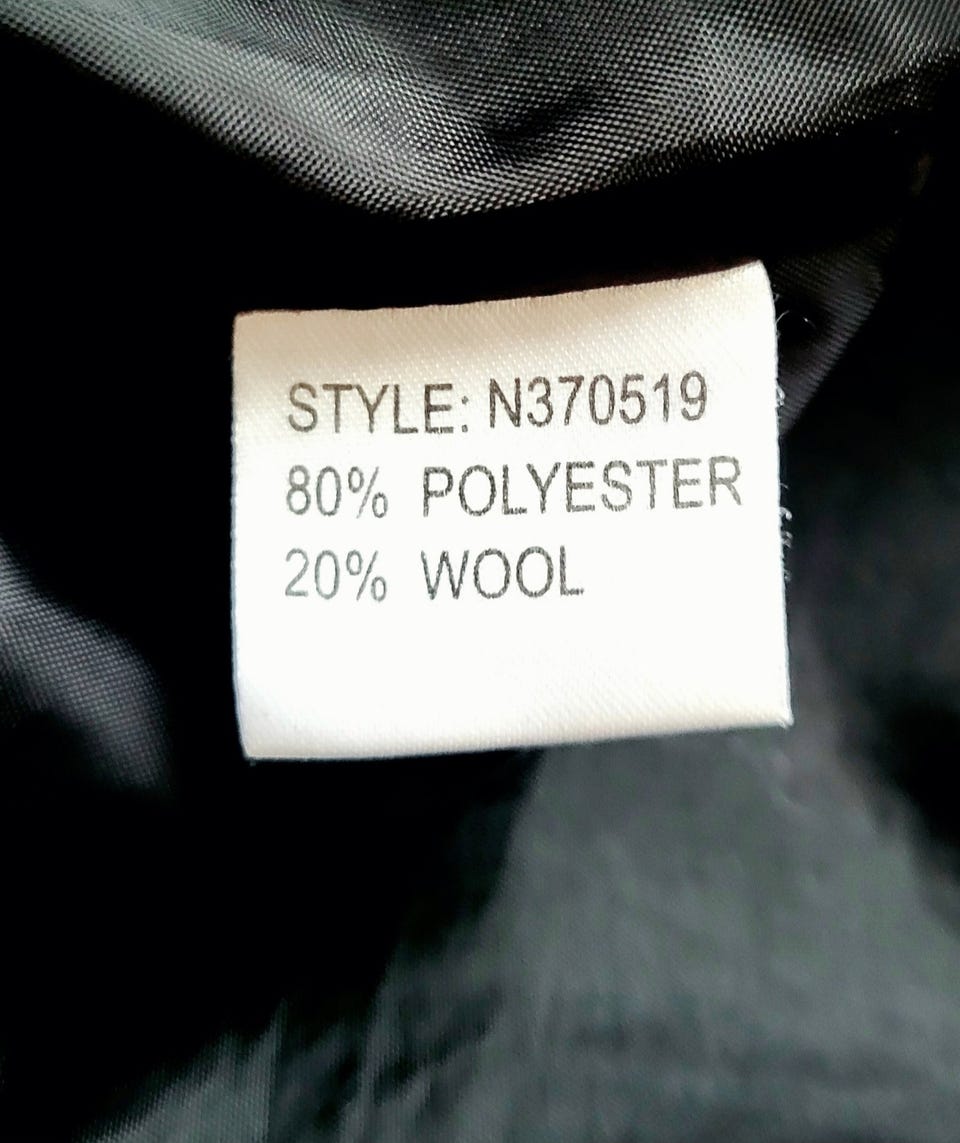 STYLE: N370519
80% POLYESTER
20% WOOL